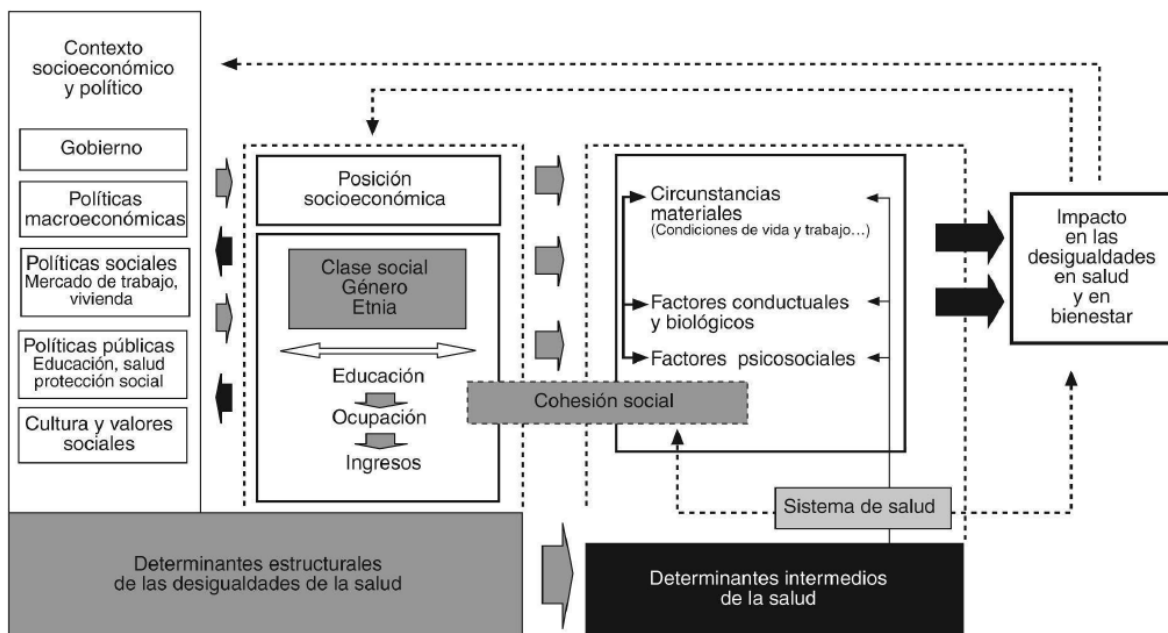 Contexto
socioeconómico
y político
Gobierno
Políticas
macroeconómicas
Políticas sociales
Mercado de trabajo,
vivienda
Políticas públicas
Educación, salud
protección social
Cultura y valores
sociales
Posición
socioeconómica
Clase social
Género
Etnia
Educación
Ocupación
Ingresos
Cohesión social
Circunstancias
materiales
(Condiciones de vida y trabajo…)
Factores conductuales
y biológicos
Factores psicosociales
Sistema de salud
Impacto
en las
desigualdades
en salud
y en
bienestar
Determinantes estructurales
de las desigualdades de la salud
Determinantes intermedios
de la salud